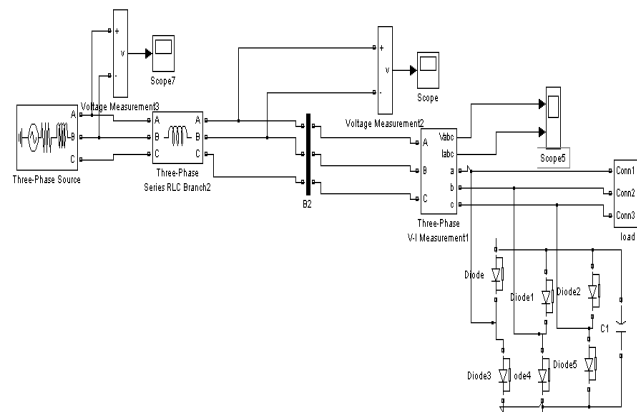 +
v
-
Scope7
Voltage Measurement3
A
B
C
Three-Phase Source
A
B
C
A
B
C
Three-Phase
Series RLC Branch2
+
v
-
Scope
Voltage Measurement2
B2
A
B
C
Vabc
Iabc
a
b
c
Three-Phase
V-I Measurement1
Scope5
Conn1
Conn2
Conn3
load
Diode
Diode1
Diode2
C1
Diode3
ode4
Diode5